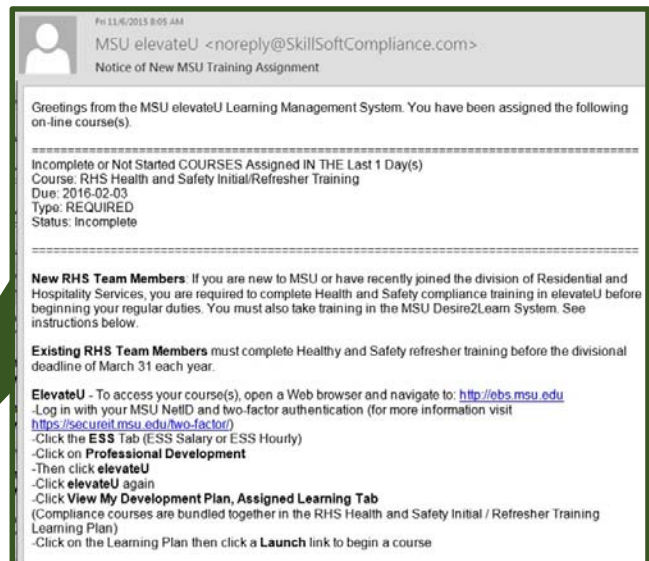 Fri 11/6/2015 8:05 AM
MSU elevateU <noreply@SkillSoftCompliance.com>
Notice of New MSU Training Assignment
Greetings from the MSU elevateU Learning Management System. You have been assigned the following
on-line course(s).
================================================================================
Incomplete or Not Started COURSES Assigned IN THE Last 1 Day(s)
Course: RHS Health and Safety Initial/Refresher Training
Due: 2016-02-03
Type: REQUIRED
Status: Incomplete
================================================================================
New RHS Team Members: If you are new to MSU or have recently joined the division of Residential and
Hospitality Services, you are required to complete Health and Safety compliance training in elevateU before
beginning your regular duties. You must also take training in the MSU Desire2Learn System. See
instructions below.
Existing RHS Team Members must complete Healthy and Safety refresher training before the divisional
deadline of March 31 each year.
ElevateU - To access your course(s), open a Web browser and navigate to: http://ebs.msu.edu
-Log in with your MSU NetID and two-factor authentication (for more information visit
https://secureit.msu.edu/two-factor/)
-Click the ESS Tab (ESS Salary or ESS Hourly)
-Click on Professional Development
-Then click elevateU
-Click elevateU again
-Click View My Development Plan, Assigned Learning Tab
(Compliance courses are bundled together in the RHS Health and Safety Initial / Refresher Training
Learning Plan)
-Click on the Learning Plan then click a Launch link to begin a course